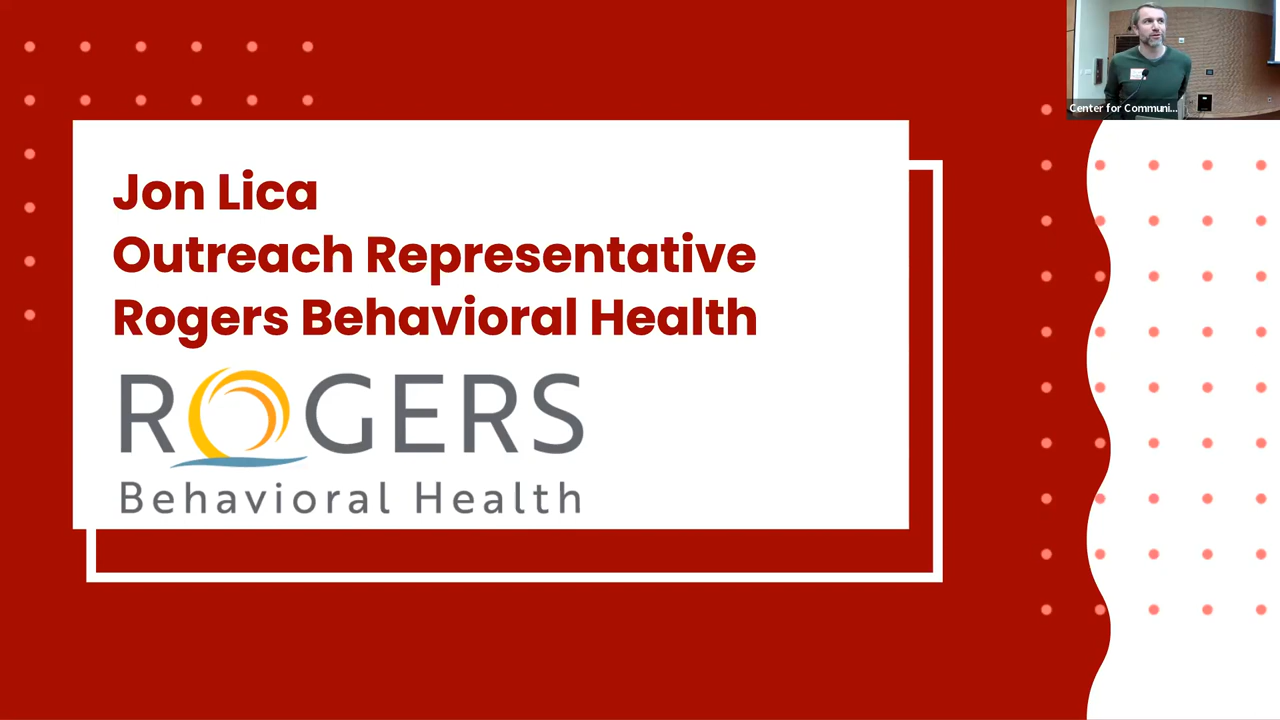 Jon Lica
Outreach Representative
Rogers Behavioral Health
ROGERS
Behavioral Health
Center for Communi...